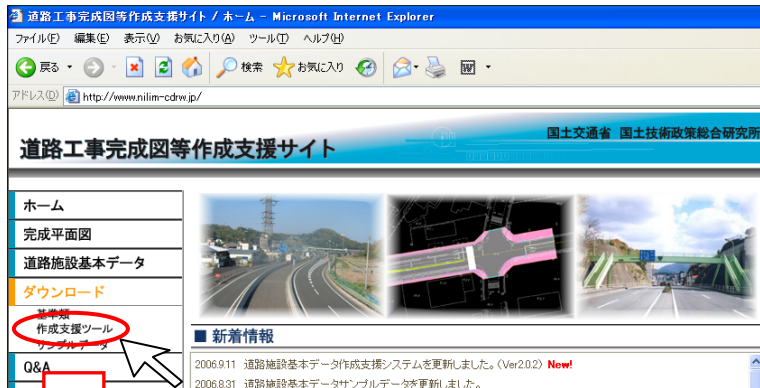 道路工事完成図等作成支援サイト / ホーム - Microsoft Internet Explorer
ファイル(F) 編集(E) 表示(V) お気に入り(A) ツール(T) ヘルプ(H)
戻る 検索 お気に入り
アドレス(D) http://www.nilim-cdrw.jp/
国土交通省 国土技術政策総合研究所
道路工事完成図等作成支援サイト
ホーム
完成平面図
道路施設基本データ
ダウンロード
基準類
作成支援ツール
サンプルデータ
Q&A
■ 新着情報
2006.9.11 道路施設基本データ作成支援システムを更新しました。(Ver2.0.2) New!
2006.8.31 道路施設基本データサンプルデータを更新しました。